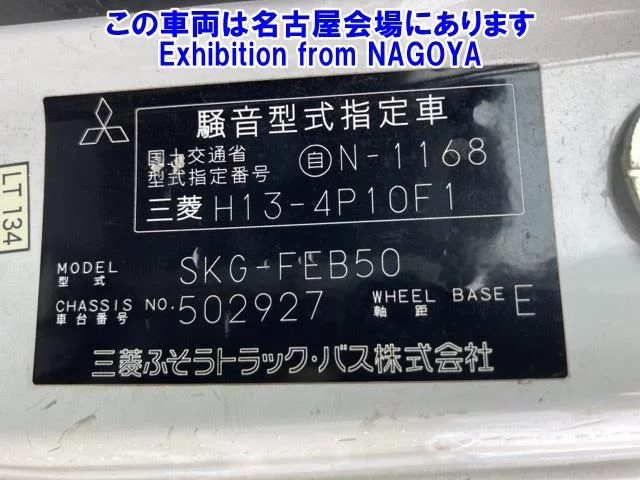 この車両は名古屋会場にあります
Exhibition from NAGOYA
騒音型式指定車
国土交通省
型式指定番号
自 N-1168
三菱 H13-4P10F1
MODEL
型式
SKG-FEB50
CHASSIS NO.
車台番号
502927
WHEEL BASE
軸距
E
三菱ふそうトラック・バス株式会社
LT 134